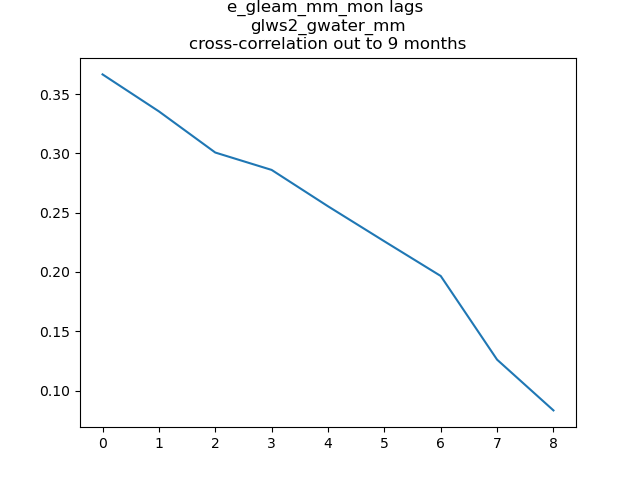 e_gleam_mm_mon lags
glws2_gwater_mm
cross-correlation out to 9 months
0.35
0.30
0.25
0.20
0.15
0.10
0 1 2 3 4 5 6 7 8